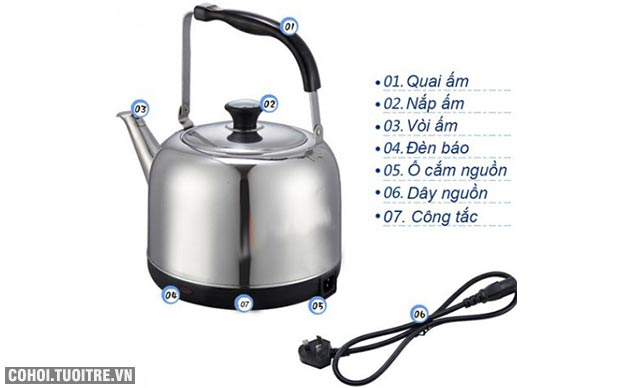 01
01. Quai ấm
02
02. Nắp ấm
03
03. Vòi ấm
04. Đèn báo
05. Ổ cắm nguồn
06. Dây nguồn
07. Công tắc
04
07
05
06
COHOI.TUOITRE.VN